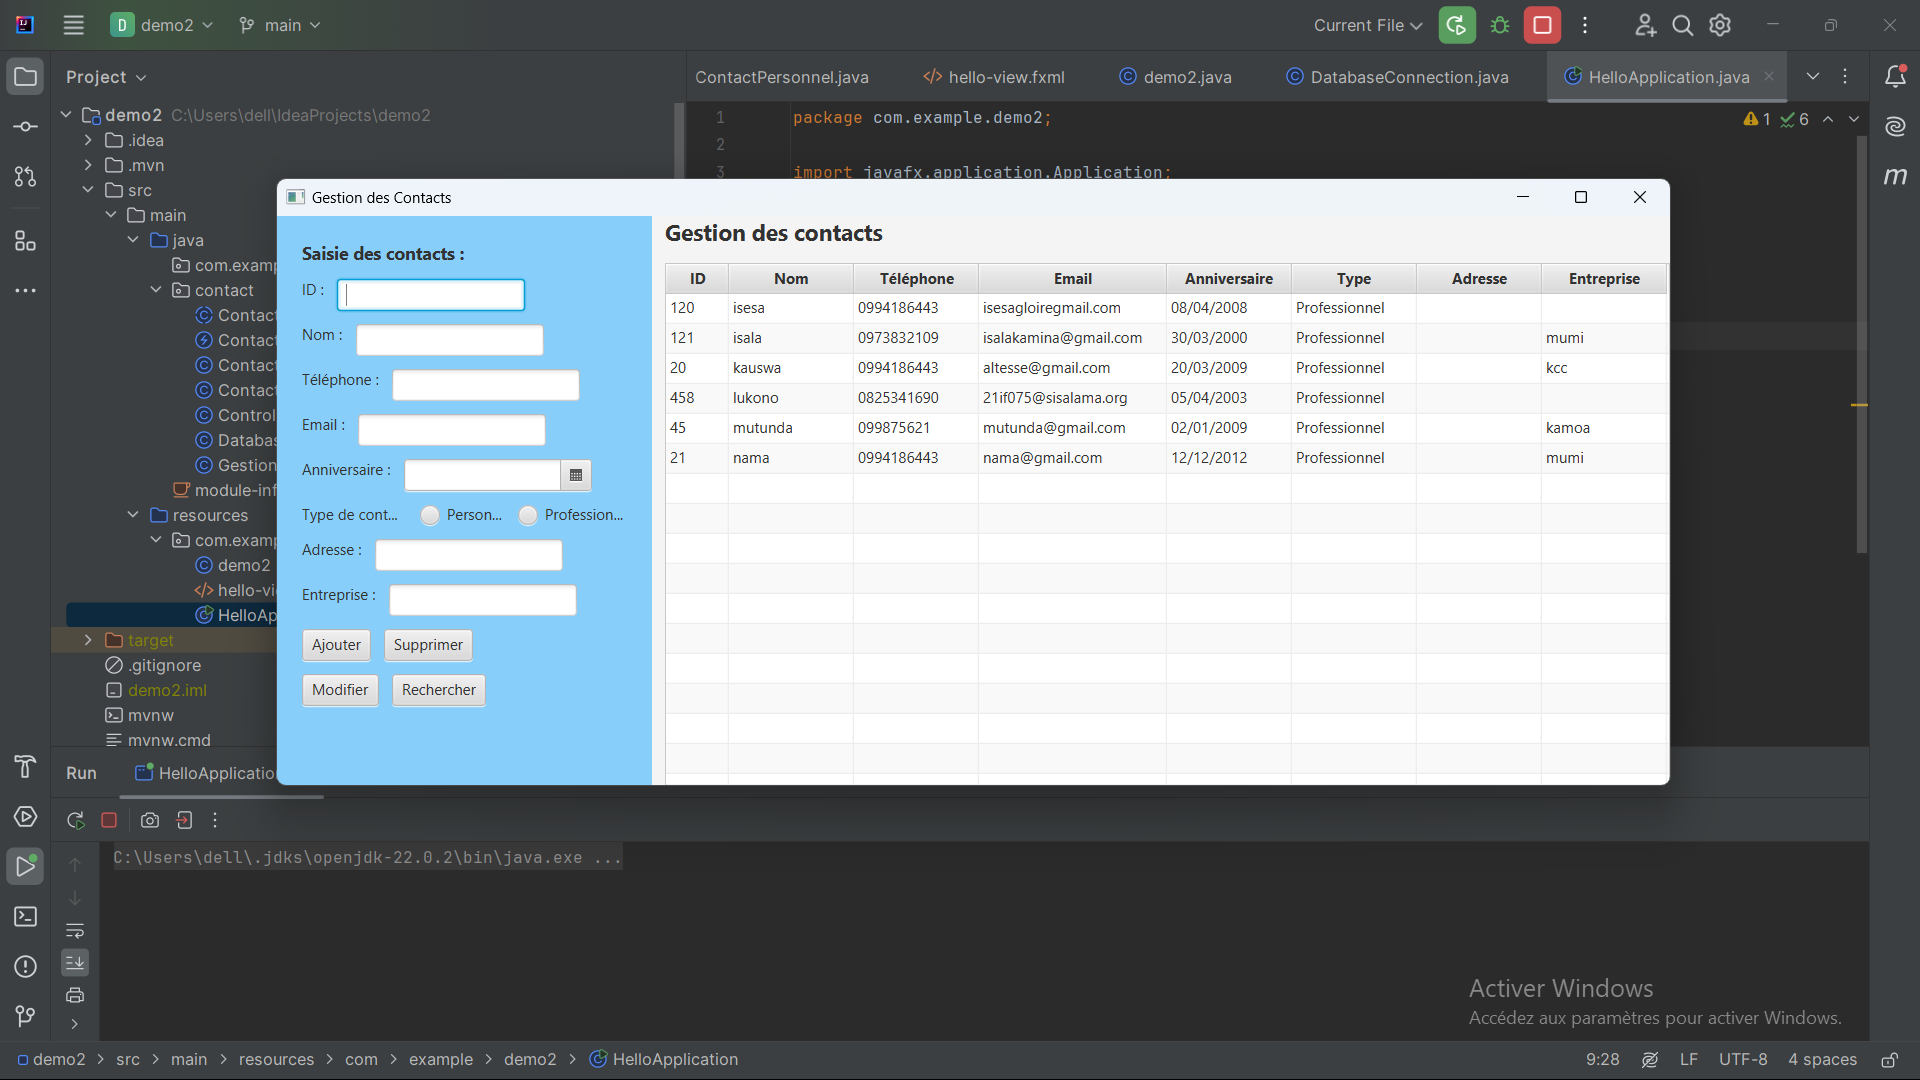 demo2
main
Current File
Project
ContactPersonnel.java
hello-view.fxml
demo2.java
DatabaseConnection.java
HelloApplication.java
demo2 C:\Users\dell\IdeaProjects\demo2
.idea
.mvn
src
main
java
com.examp
contact
Contact
Contact
Contact
Contact
Control
Databas
Gestion
module-inf
resources
com.examp
demo2
hello-vi
HelloAp
target
.gitignore
demo2.iml
mvnw
mvnw.cmd
1 package com.example.demo2;
2
3 import javafx.application.Application;
1 6
Gestion des Contacts
Saisie des contacts :
ID :
Nom :
Téléphone :
Email :
Anniversaire :
Type de cont... Person... Profession...
Adresse :
Entreprise :
Ajouter Supprimer
Modifier Rechercher
Gestion des contacts
ID Nom Téléphone Email Anniversaire Type Adresse Entreprise
120 isesa 0994186443 isesagloiregmail.com 08/04/2008 Professionnel
121 isala 0973832109 isalakamina@gmail.com 30/03/2000 Professionnel mumi
20 kauswa 0994186443 altesse@gmail.com 20/03/2009 Professionnel kcc
458 lukono 0825341690 21if075@sisalama.org 05/04/2003 Professionnel
45 mutunda 099875621 mutunda@gmail.com 02/01/2009 Professionnel kamoa
21 nama 0994186443 nama@gmail.com 12/12/2012 Professionnel mumi
Run
HelloApplicatio
C:\Users\dell\.jdks\openjdk-22.0.2\bin\java.exe ...
Activer Windows
Accédez aux paramètres pour activer Windows.
demo2 > src > main > resources > com > example > demo2 > HelloApplication
9:28 LF UTF-8 4 spaces